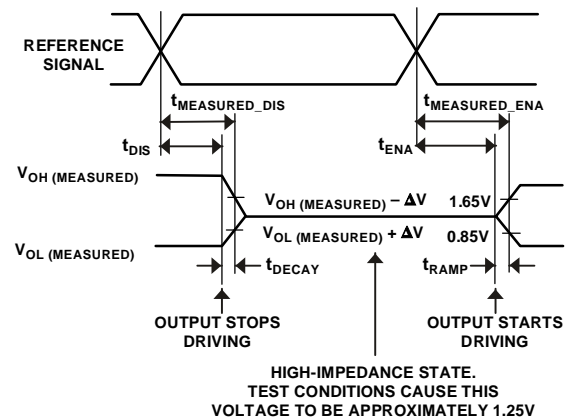 REFERENCE
SIGNAL
tMEASURED_DIS
tMEASURED_ENA
tDIS
tENA
VOH (MEASURED)
VOH (MEASURED) – ΔV
1.65V
VOL (MEASURED) + ΔV
0.85V
VOL (MEASURED)
tDECAY
tRAMP
OUTPUT STOPS
DRIVING
OUTPUT STARTS
DRIVING
HIGH-IMPEDANCE STATE.
TEST CONDITIONS CAUSE THIS
VOLTAGE TO BE APPROXIMATELY 1.25V